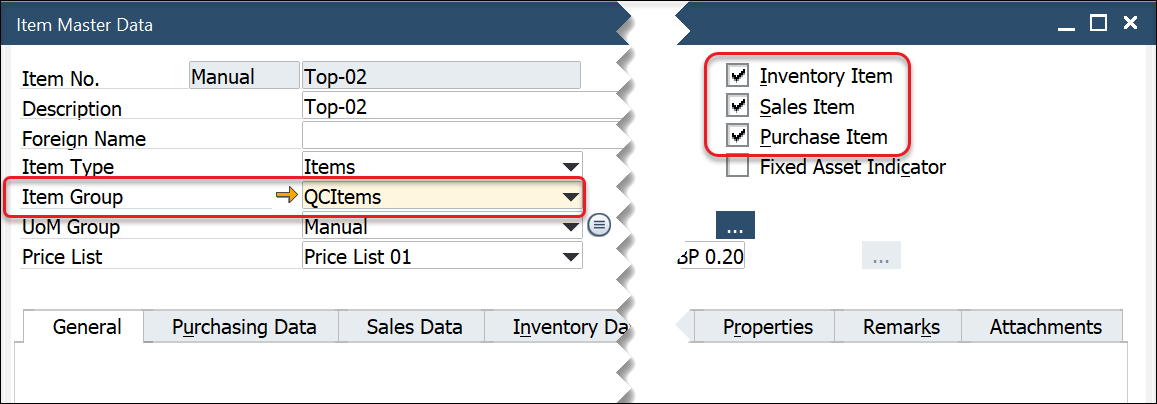 Item Master Data
Item No. Manual Top-02 Inventory Item
Description Top-02 Sales Item
Foreign Name Purchase Item
Item Type Items Fixed Asset Indicator
Item Group QCItems
UoM Group Manual ...
Price List Price List 01 BP 0.20 ...
General Purchasing Data Sales Data Inventory Da Properties Remarks Attachments